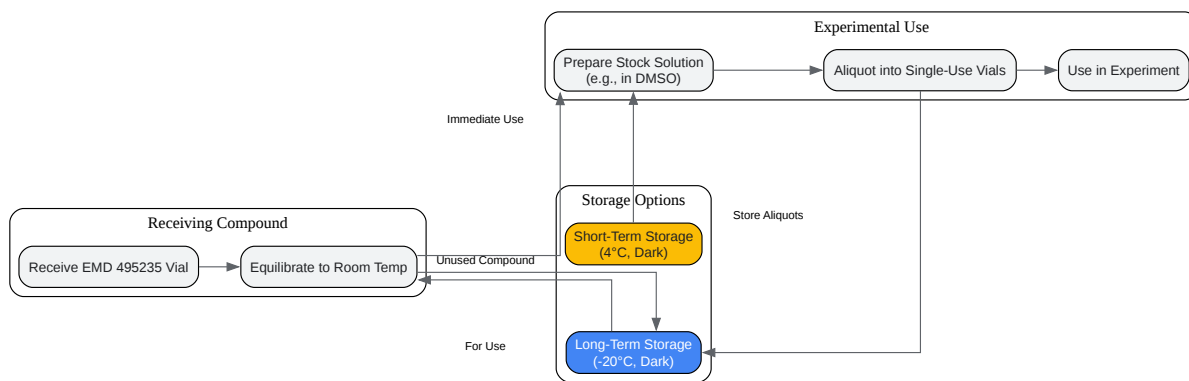 Experimental Use
Prepare Stock Solution
(e.g., in DMSO)
Aliquot into Single-Use Vials
Use in Experiment
Immediate Use
Storage Options
Receiving Compound
Store Aliquots
Short-Term Storage
(4°C, Dark)
Receive EMD 495235 Vial
Equilibrate to Room Temp
Unused Compound
For Use
Long-Term Storage
(-20°C, Dark)